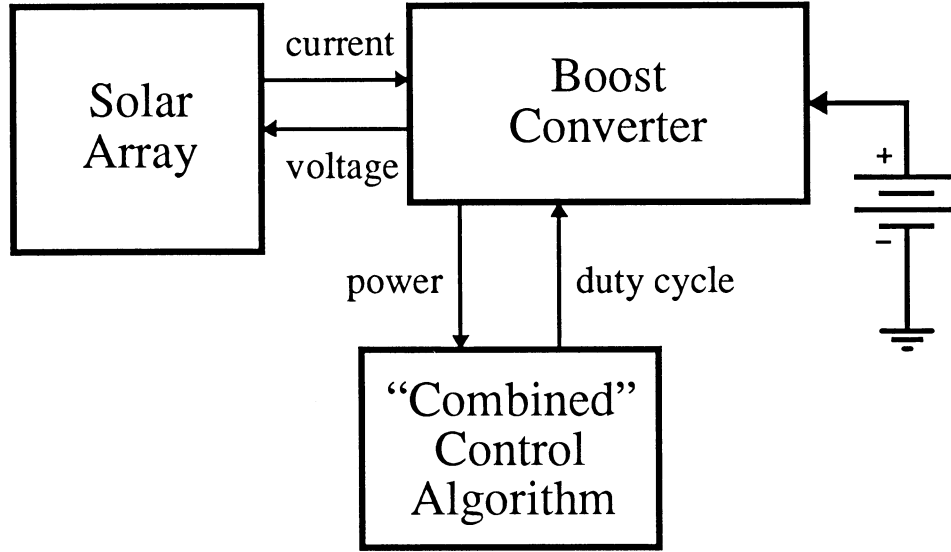 current
Solar
Array
voltage
Boost
Converter
+
−
power
duty cycle
“Combined”
Control
Algorithm